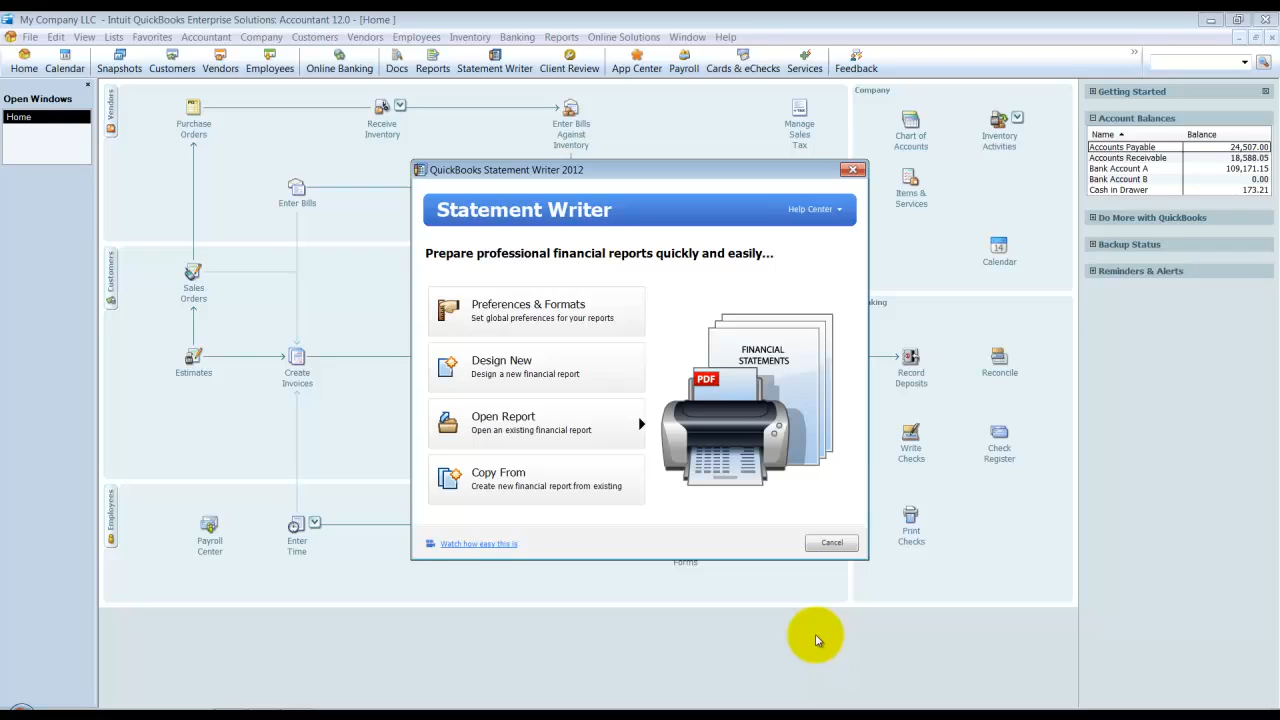 My Company LLC - Intuit QuickBooks Enterprise Solutions: Accountant 12.0 - [Home ]
File Edit View Lists Favorites Accountant Company Customers Vendors Employees Inventory Banking Reports Online Solutions Window Help
Home Calendar Snapshots Customers Vendors Employees Online Banking Docs Reports Statement Writer Client Review App Center Payroll Cards & eChecks Services Feedback
Open Windows
Home
Vendors
Purchase
Orders
Receive
Inventory
Enter Bills
Against
Inventory
Manage
Sales
Tax
Enter Bills
Customers
Sales
Orders
Estimates
Create
Invoices
Employees
Payroll
Center
Enter
Time
Forms
QuickBooks Statement Writer 2012
Statement Writer
Help Center
Prepare professional financial reports quickly and easily...
Preferences & Formats
Set global preferences for your reports
Design New
Design a new financial report
Open Report
Open an existing financial report
Copy From
Create new financial report from existing
FINANCIAL
STATEMENTS
PDF
Watch how easy this is
Cancel
Company
Chart of
Accounts
Inventory
Activities
Items &
Services
14
Calendar
king
Record
Deposits
Reconcile
Write
Checks
Check
Register
Print
Checks
Getting Started
Account Balances
Name Balance
Accounts Payable 24,507.00
Accounts Receivable 18,588.05
Bank Account A 109,171.15
Bank Account B 0.00
Cash in Drawer 173.21
Do More with QuickBooks
Backup Status
Reminders & Alerts